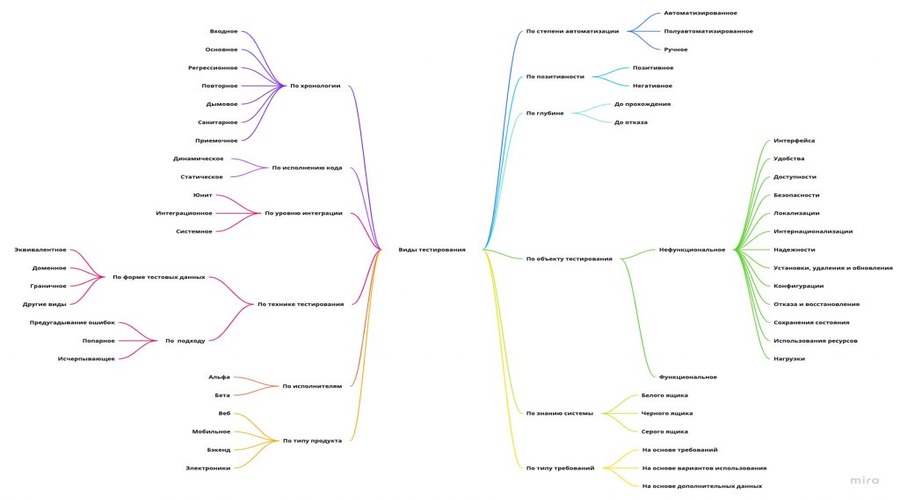 Виды тестирования
По хронологии
Входное
Основное
Регрессионное
Повторное
Дымовое
Санитарное
Приемочное
По исполнению кода
Динамическое
Статическое
По уровню интеграции
Юнит
Интеграционное
Системное
По технике тестирования
По форме тестовых данных
Эквивалентное
Доменное
Граничное
Другие виды
По подходу
Предугадывание ошибок
Попарное
Исчерпывающее
По исполнителям
Альфа
Бета
По типу продукта
Веб
Мобильное
Бэкенд
Электроники
По степени автоматизации
Автоматизированное
Полуавтоматизированное
Ручное
По позитивности
Позитивное
Негативное
По глубине
До прохождения
До отказа
По объекту тестирования
Нефункциональное
Интерфейса
Удобства
Доступности
Безопасности
Локализации
Интернационализации
Надежности
Установки, удаления и обновления
Конфигурации
Отказа и восстановления
Сохранения состояния
Использования ресурсов
Нагрузки
Функциональное
По знанию системы
Белого ящика
Черного ящика
Серого ящика
По типу требований
На основе требований
На основе вариантов использования
На основе дополнительных данных
miro